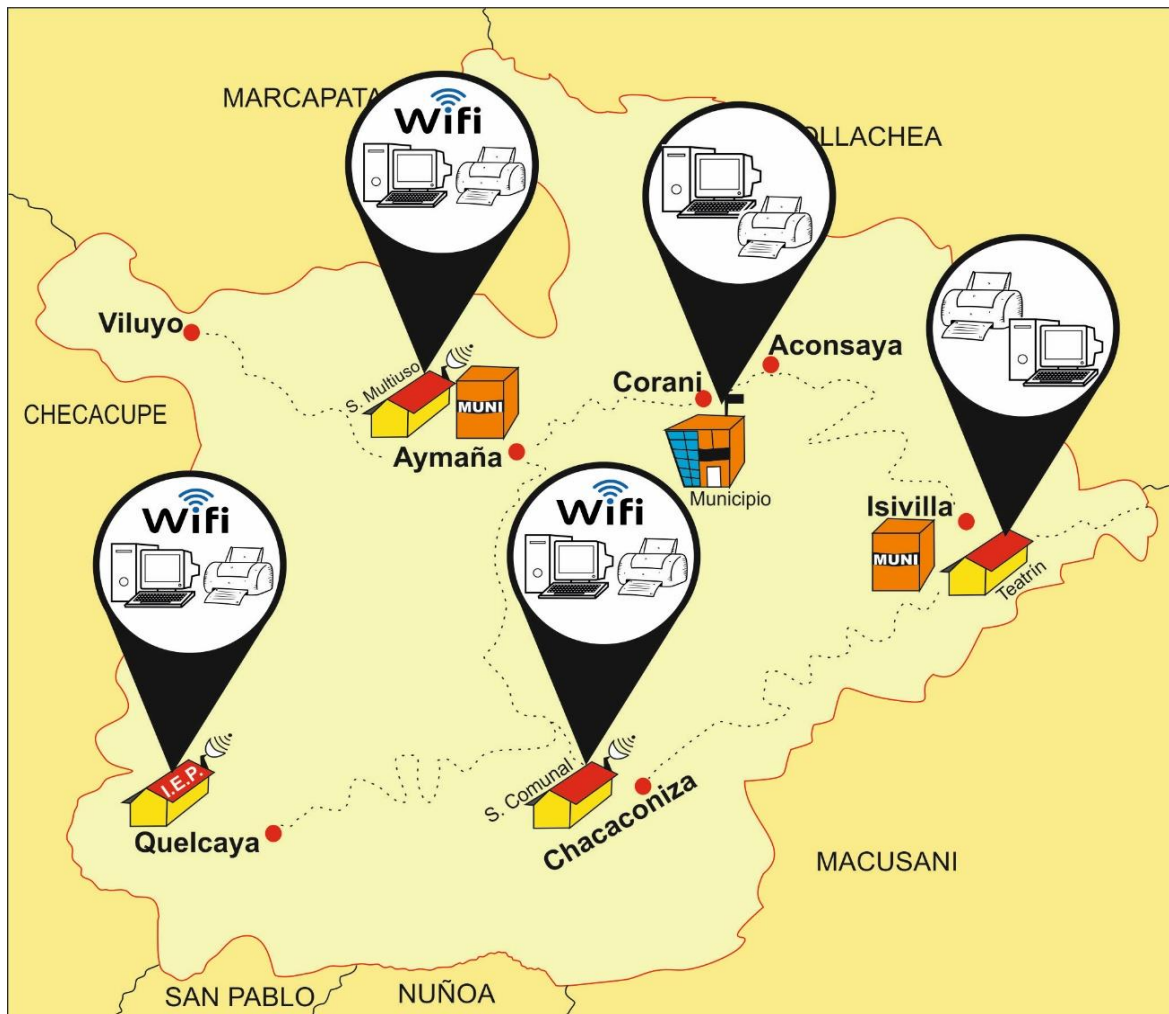 MARCAPATA
Wifi
OLLACHEA
Viluyo
S. Multiuso
MUNI
Aymaña
Corani
Aconsaya
Municipio
CHECACUPE
Wifi
Wifi
Isivilla
MUNI
Teatrín
I.E.P.
Quelcaya
S. Comunal
Chacaconiza
MACUSANI
SAN PABLO
NUÑOA